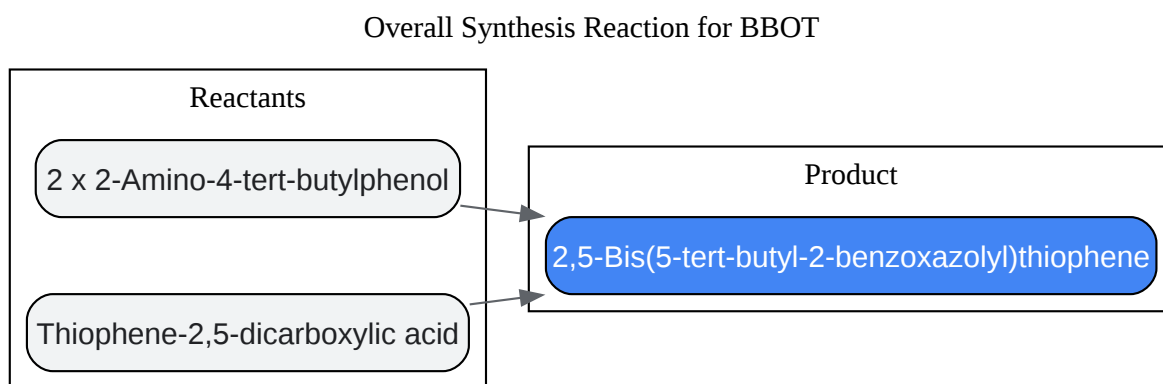 Overall Synthesis Reaction for BBOT
Reactants
2 x 2-Amino-4-tert-butylphenol
Thiophene-2,5-dicarboxylic acid
Product
2,5-Bis(5-tert-butyl-2-benzoxazolyl)thiophene